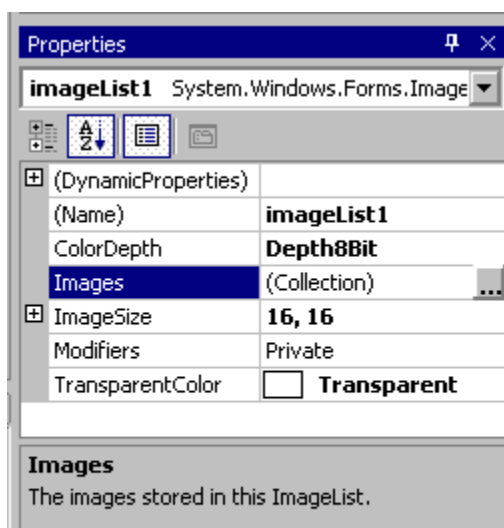 Properties
imageList1 System.Windows.Forms.Image
A
Z
(DynamicProperties)
(Name) imageList1
ColorDepth Depth8Bit
Images (Collection) ...
ImageSize 16, 16
Modifiers Private
TransparentColor Transparent
Images
The images stored in this ImageList.